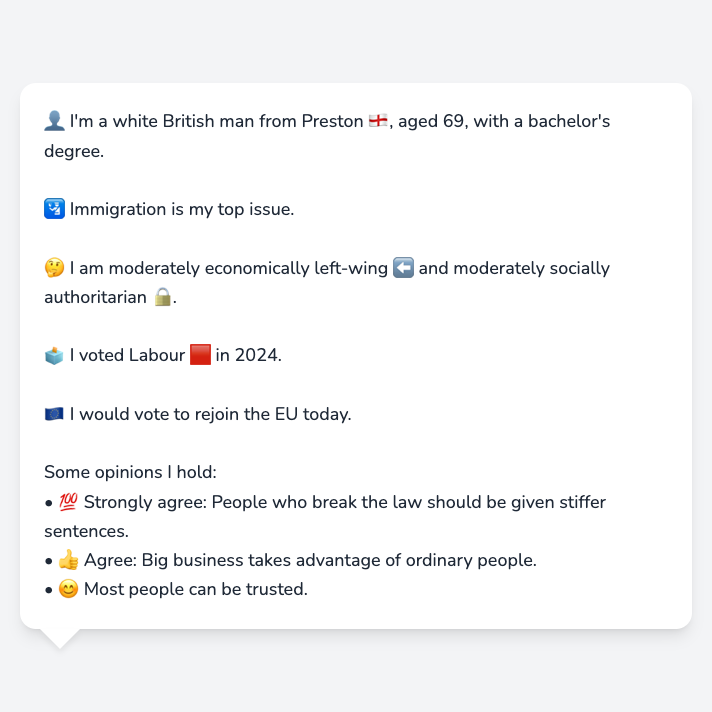 👤 I'm a white British man from Preston 🏴󠁧󠁢󠁥󠁮󠁧󠁿, aged 69, with a bachelor's
degree.
🛂 Immigration is my top issue.
🤔 I am moderately economically left-wing ⬅️ and moderately socially
authoritarian 🔒.
🗳️ I voted Labour 🟥 in 2024.
🇪🇺 I would vote to rejoin the EU today.
Some opinions I hold:
• 💯 Strongly agree: People who break the law should be given stiffer
sentences.
• 👍 Agree: Big business takes advantage of ordinary people.
• 😊 Most people can be trusted.